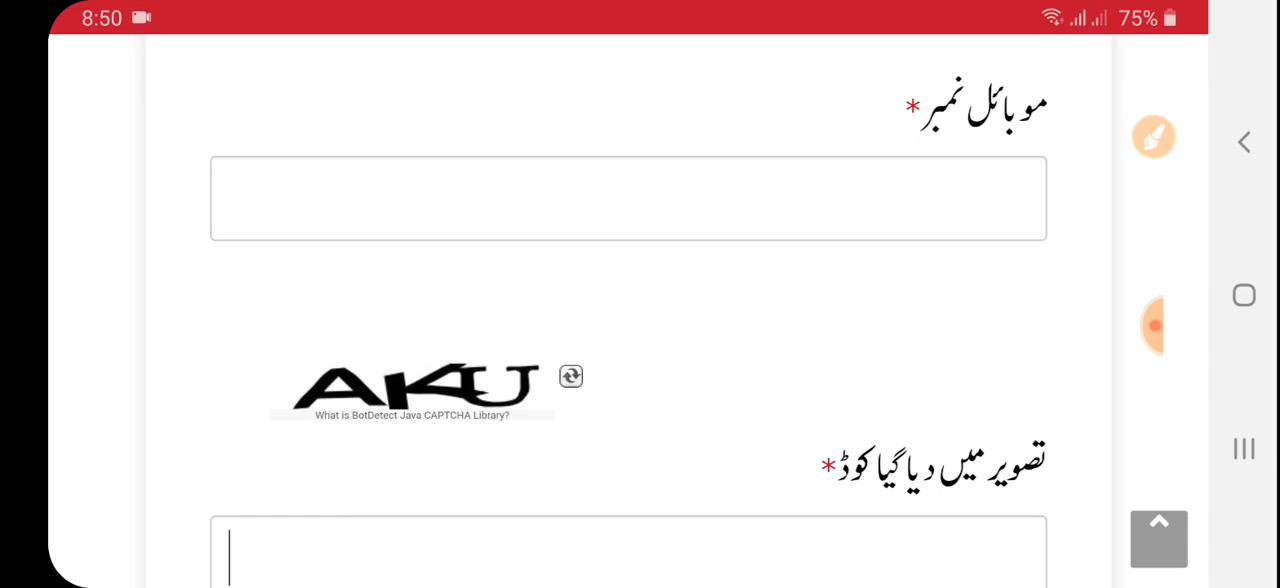 8:50 75%
موبائل نمبر*
AKU
What is BotDetect Java CAPTCHA Library?
تصویر میں دیا گیا کوڈ*